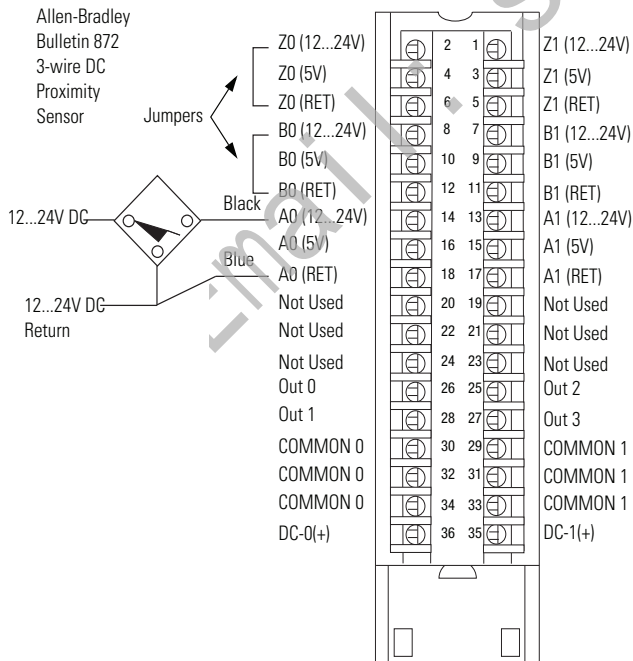 Allen-Bradley
Bulletin 872
3-wire DC
Proximity
Sensor
Jumpers
Z0 (12...24V) 2 1 Z1 (12...24V)
Z0 (5V) 4 3 Z1 (5V)
Z0 (RET) 6 5 Z1 (RET)
B0 (12...24V) 8 7 B1 (12...24V)
B0 (5V) 10 9 B1 (5V)
B0 (RET) 12 11 B1 (RET)
Black
12...24V DC
A0 (12...24V) 14 13 A1 (12...24V)
A0 (5V) 16 15 A1 (5V)
Blue
A0 (RET) 18 17 A1 (RET)
12...24V DC
Return
Not Used 20 19 Not Used
Not Used 22 21 Not Used
Not Used 24 23 Not Used
Out 0 26 25 Out 2
Out 1 28 27 Out 3
COMMON 0 30 29 COMMON 1
COMMON 0 32 31 COMMON 1
COMMON 0 34 33 COMMON 1
DC-0(+) 36 35 DC-1(+)